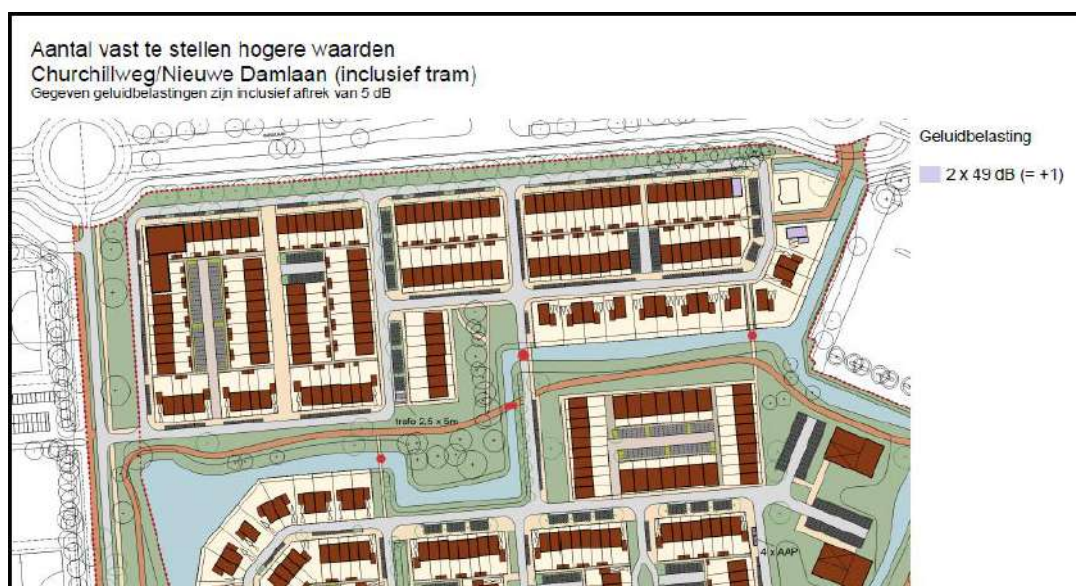 Aantal vast te stellen hogere waarden
Churchillweg/Nieuwe Damlaan (inclusief tram)
Gegeven geluidbelastingen zijn inclusief aftrek van 5 dB
Geluidbelasting
2 x 49 dB (= +1)
trafo 2,5 x 5m
4 x AAP